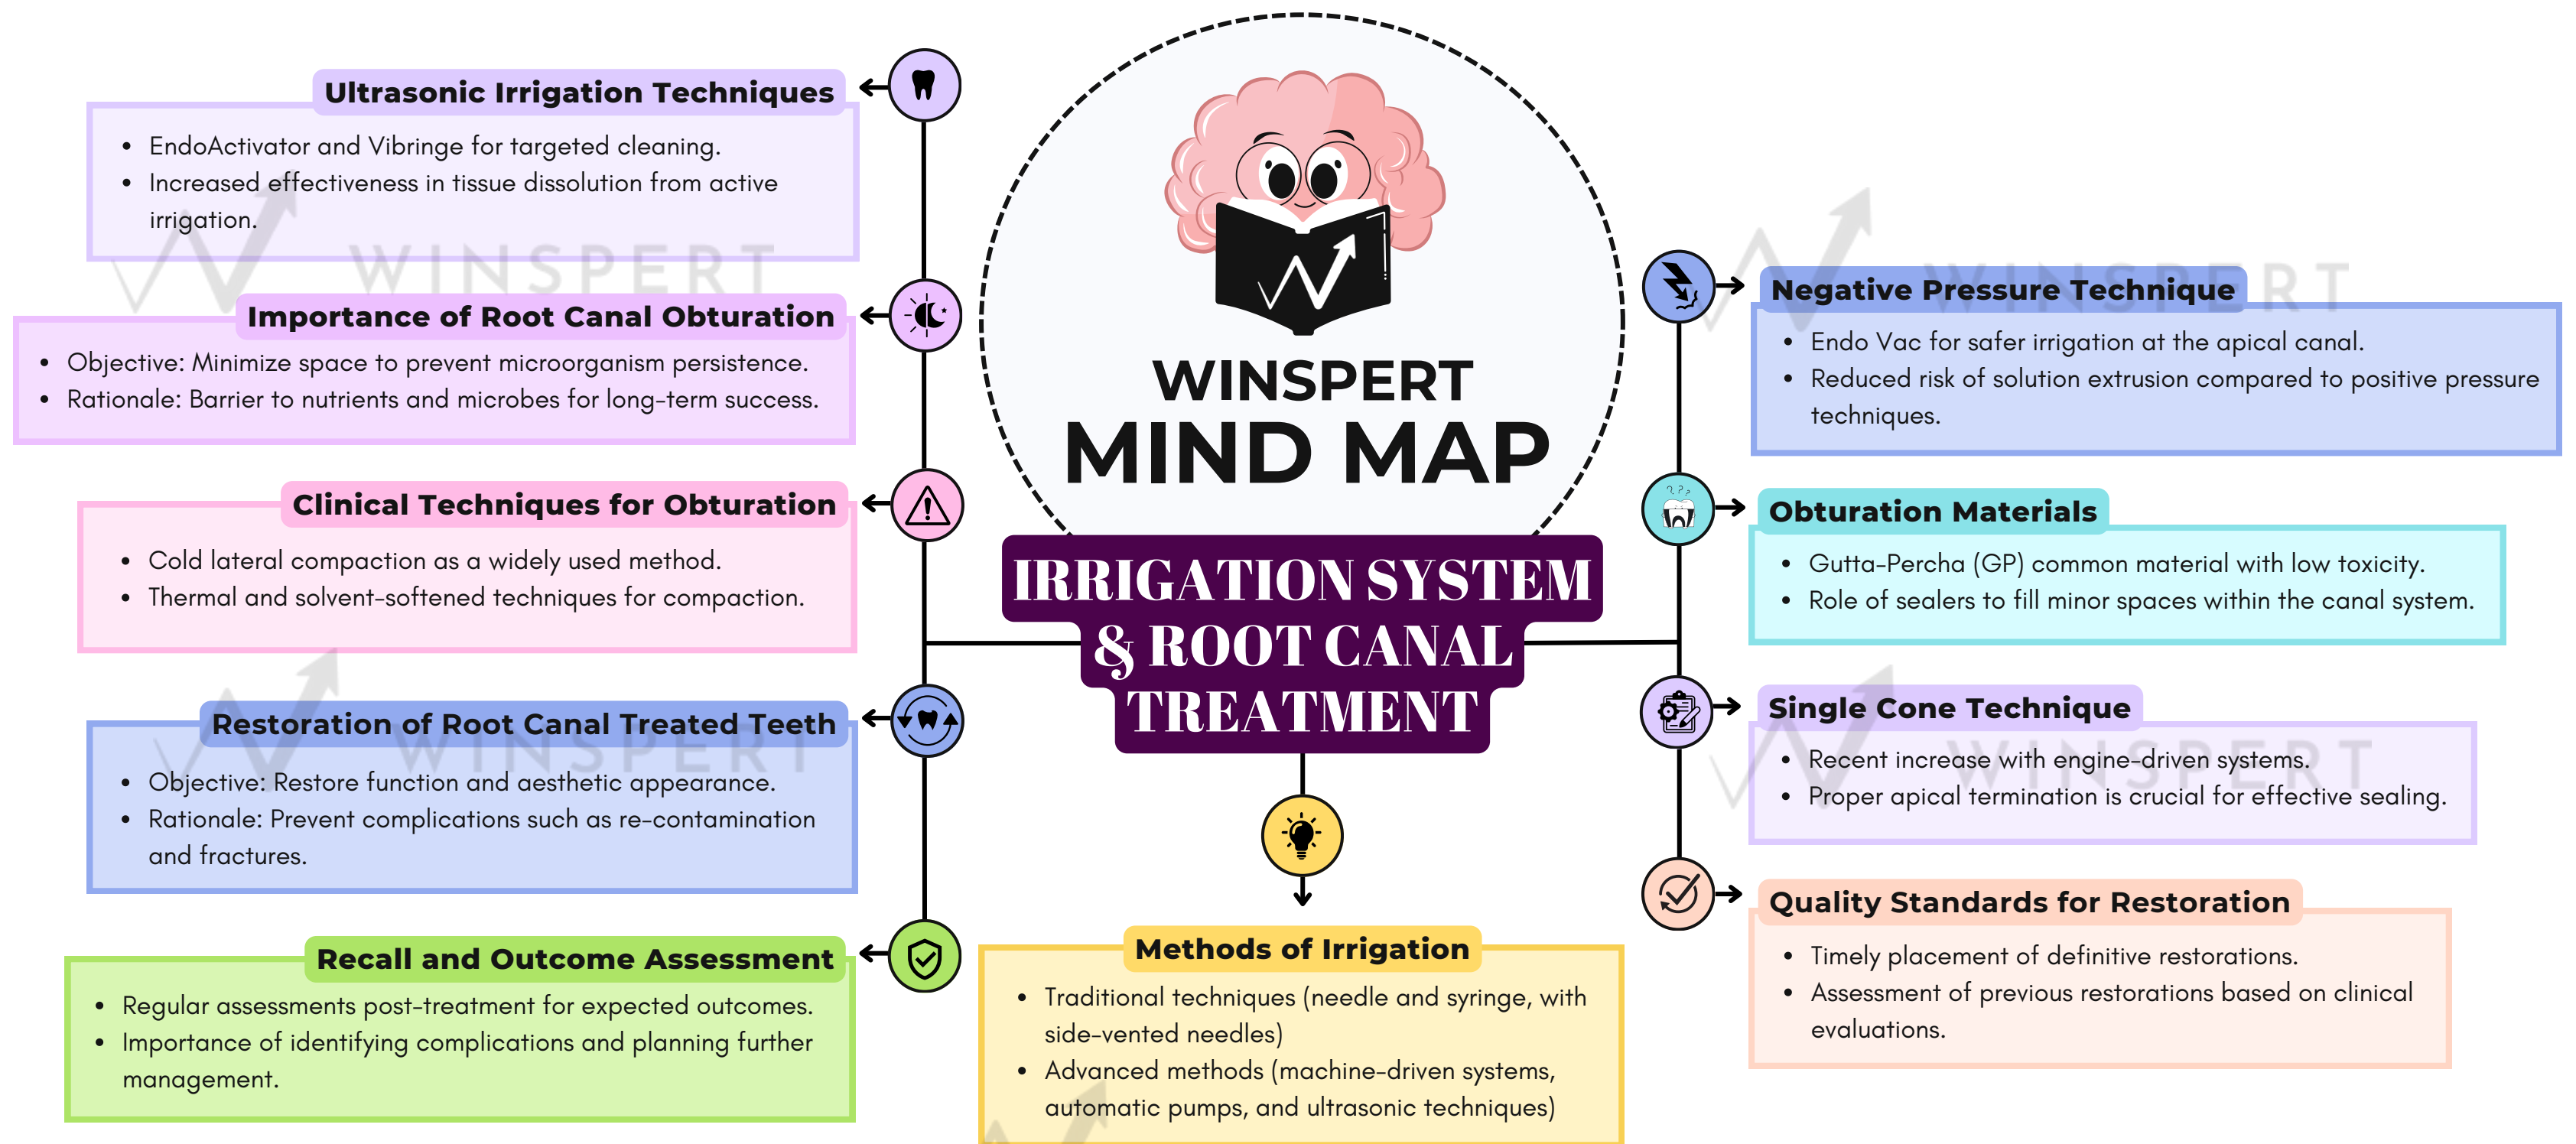 WINSPERT
MIND MAP
IRRIGATION SYSTEM
& ROOT CANAL
TREATMENT
Ultrasonic Irrigation Techniques
• EndoActivator and Vibringe for targeted cleaning.
• Increased effectiveness in tissue dissolution from active
irrigation.
WINSPERT
Importance of Root Canal Obturation
• Objective: Minimize space to prevent microorganism persistence.
• Rationale: Barrier to nutrients and microbes for long-term success.
Clinical Techniques for Obturation
• Cold lateral compaction as a widely used method.
• Thermal and solvent-softened techniques for compaction.
Restoration of Root Canal Treated Teeth
WINSPERT
• Objective: Restore function and aesthetic appearance.
• Rationale: Prevent complications such as re-contamination
and fractures.
Recall and Outcome Assessment
• Regular assessments post-treatment for expected outcomes.
• Importance of identifying complications and planning further
management.
Methods of Irrigation
• Traditional techniques (needle and syringe, with
side-vented needles)
• Advanced methods (machine-driven systems,
automatic pumps, and ultrasonic techniques)
WINSPERT
Negative Pressure Technique
• Endo Vac for safer irrigation at the apical canal.
• Reduced risk of solution extrusion compared to positive pressure
techniques.
???
Obturation Materials
• Gutta-Percha (GP) common material with low toxicity.
• Role of sealers to fill minor spaces within the canal system.
Single Cone Technique
WINSPERT
• Recent increase with engine-driven systems.
• Proper apical termination is crucial for effective sealing.
Quality Standards for Restoration
• Timely placement of definitive restorations.
• Assessment of previous restorations based on clinical
evaluations.